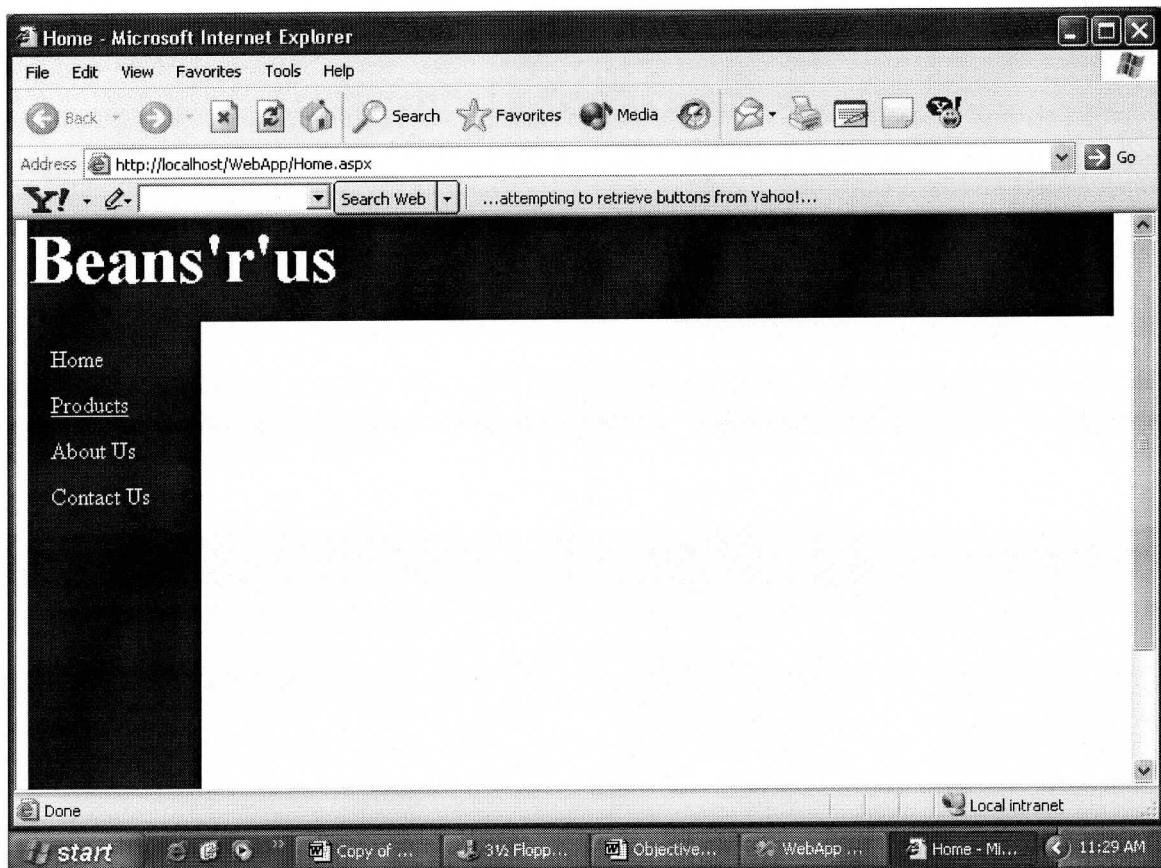 Home - Microsoft Internet Explorer
File Edit View Favorites Tools Help
Back Search Favorites Media
Address http://localhost/WebApp/Home.aspx Go
Y! Search Web ...attempting to retrieve buttons from Yahoo!...
Beans'r'us
Home
Products
About Us
Contact Us
Done Local intranet
start Copy of ... 3½ Flopp... Objective... WebApp ... Home - Mi... 11:29 AM